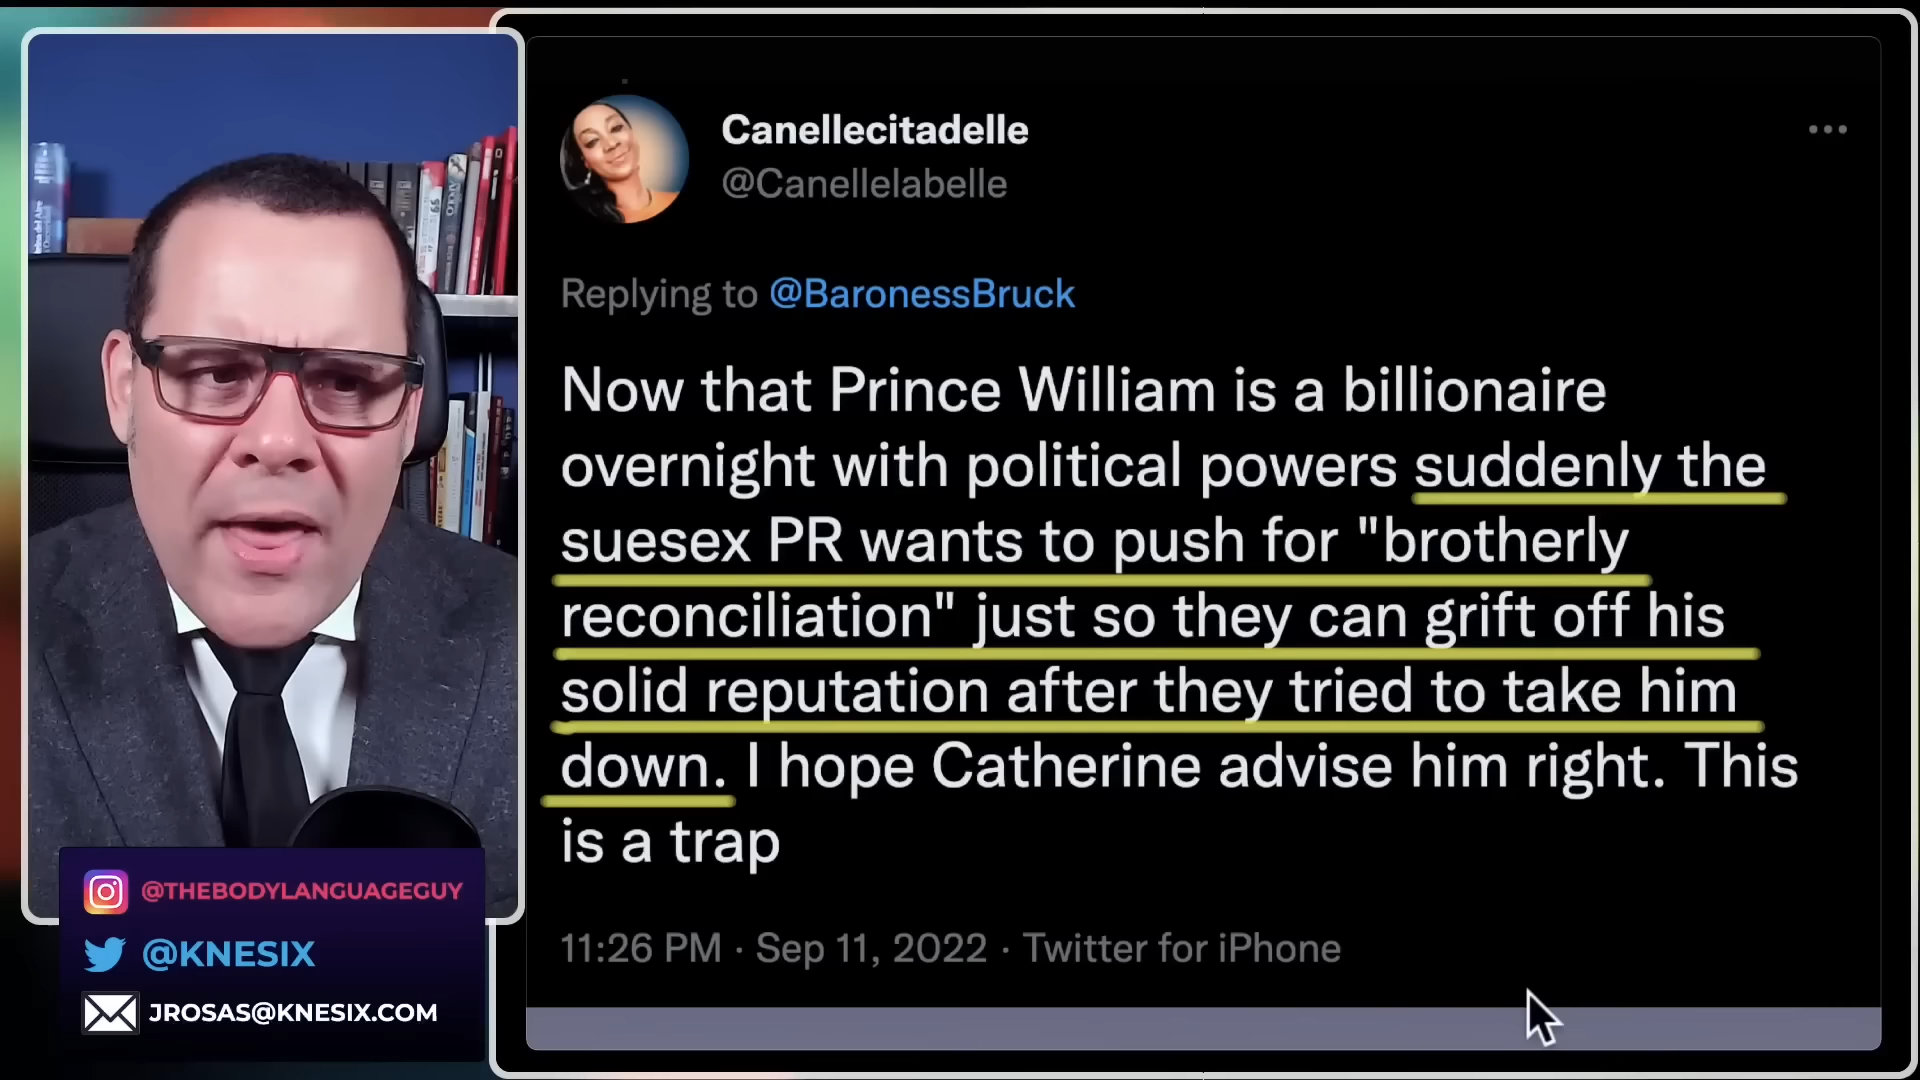 Canellecitadelle
@Canellelabelle
Replying to @BaronessBruck
Now that Prince William is a billionaire
overnight with political powers suddenly the
suesex PR wants to push for "brotherly
reconciliation" just so they can grift off his
solid reputation after they tried to take him
down. I hope Catherine advise him right. This
is a trap
11:26 PM · Sep 11, 2022 · Twitter for iPhone
@THEBODYLANGUAGEGUY
@KNESIX
JROSAS@KNESIX.COM